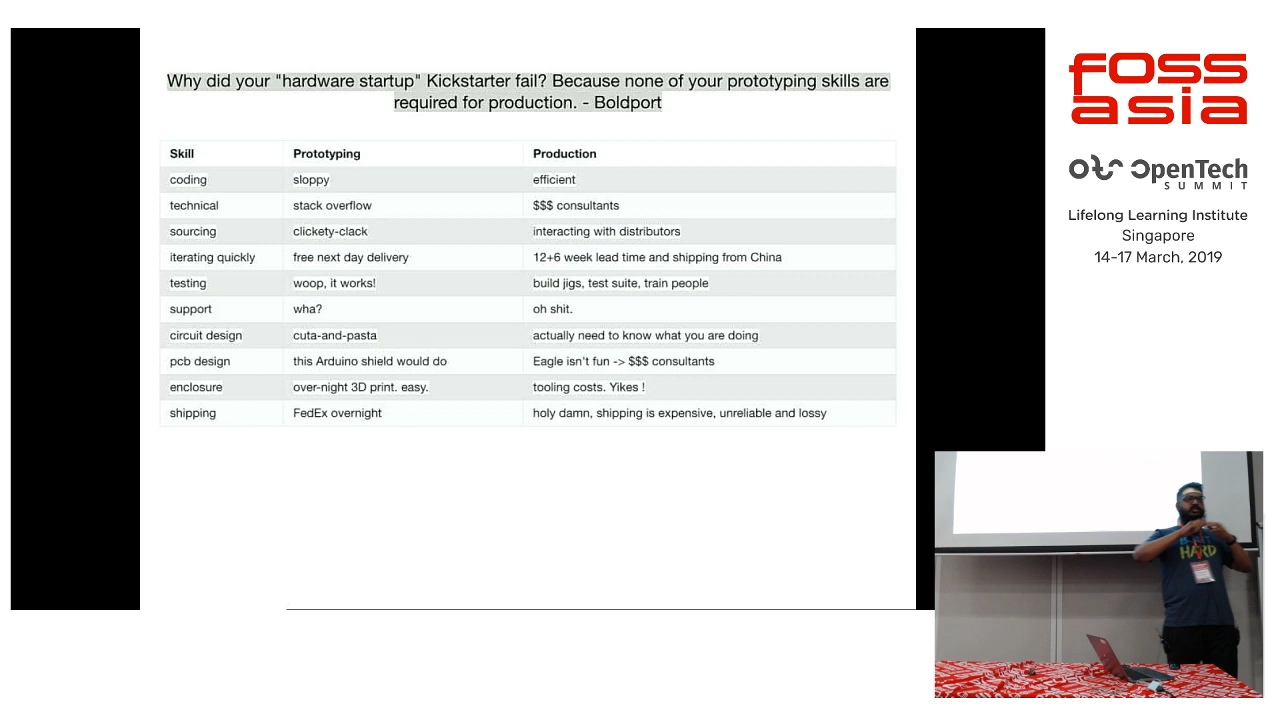 Why did your "hardware startup" Kickstarter fail? Because none of your prototyping skills are
required for production. - Boldport
Skill Prototyping Production
coding sloppy efficient
technical stack overflow $$$ consultants
sourcing clickety-clack interacting with distributors
iterating quickly free next day delivery 12+6 week lead time and shipping from China
testing woop, it works! build jigs, test suite, train people
support wha? oh shit.
circuit design cuta-and-pasta actually need to know what you are doing
pcb design this Arduino shield would do Eagle isn't fun -> $$$ consultants
enclosure over-night 3D print. easy. tooling costs. Yikes !
shipping FedEx overnight holy damn, shipping is expensive, unreliable and lossy
FOSS
asia
OpenTech
SUMMIT
Lifelong Learning Institute
Singapore
14-17 March, 2019
HARD